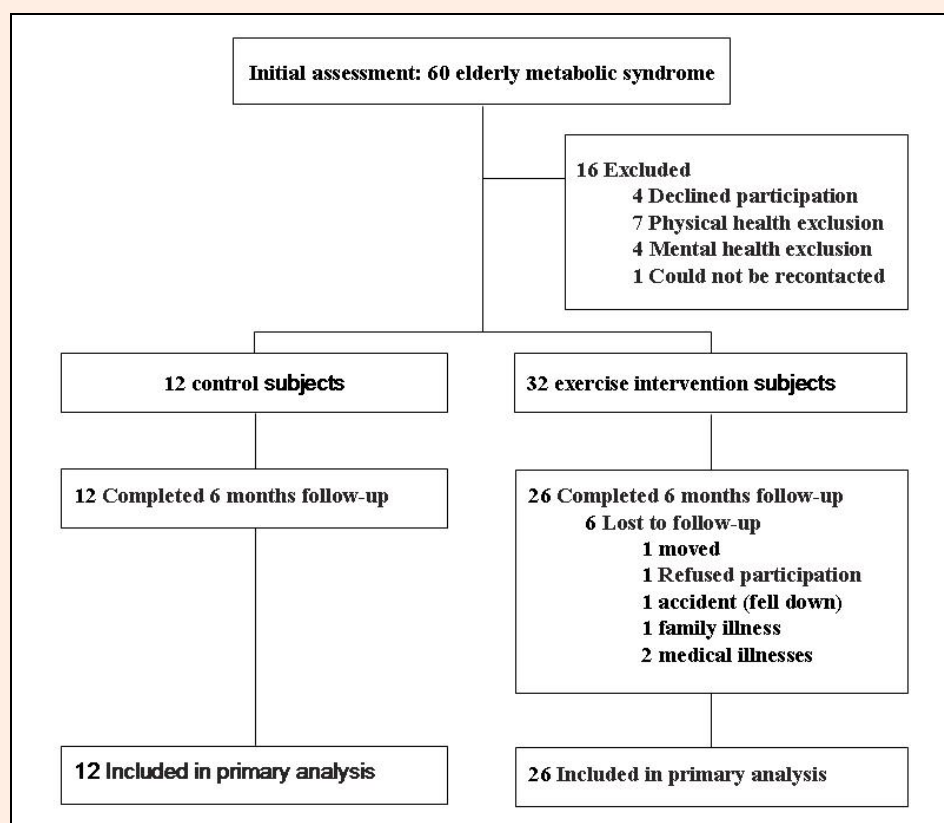 Initial assessment: 60 elderly metabolic syndrome
16 Excluded
4 Declined participation
7 Physical health exclusion
4 Mental health exclusion
1 Could not be recontacted
12 control subjects
32 exercise intervention subjects
12 Completed 6 months follow-up
26 Completed 6 months follow-up
6 Lost to follow-up
1 moved
1 Refused participation
1 accident (fell down)
1 family illness
2 medical illnesses
12 Included in primary analysis
26 Included in primary analysis